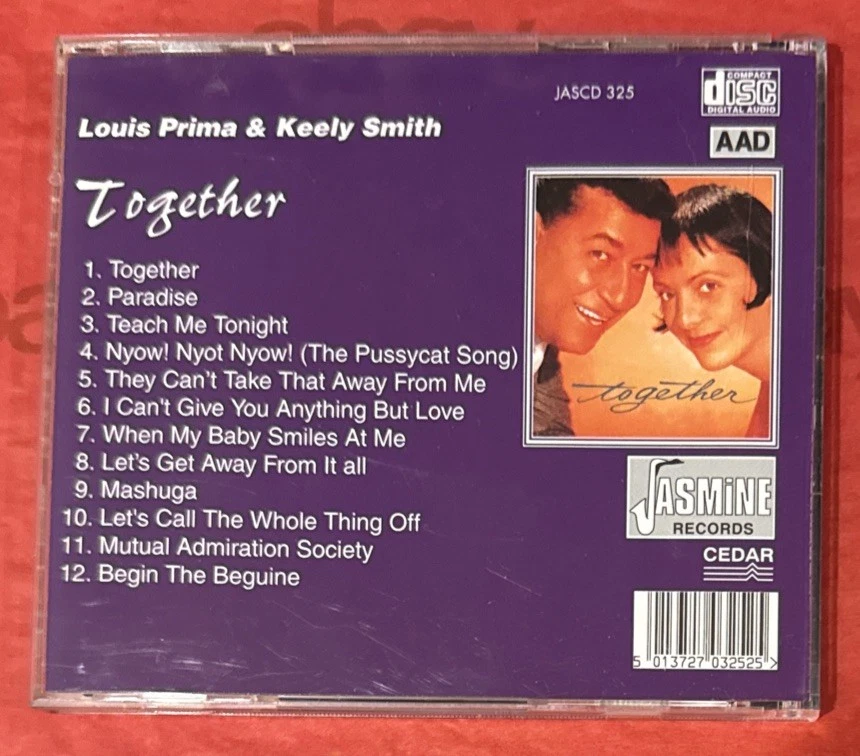 JASCD 325
COMPACT
disc
DIGITAL AUDIO
AAD
Louis Prima & Keely Smith
Together
1. Together
2. Paradise
3. Teach Me Tonight
4. Nyow! Nyot Nyow! (The Pussycat Song)
5. They Can't Take That Away From Me
6. I Can't Give You Anything But Love
7. When My Baby Smiles At Me
8. Let's Get Away From It all
9. Mashuga
10. Let's Call The Whole Thing Off
11. Mutual Admiration Society
12. Begin The Beguine
together
JASMiNE
RECORDS
CEDAR
5 013727 032525 >